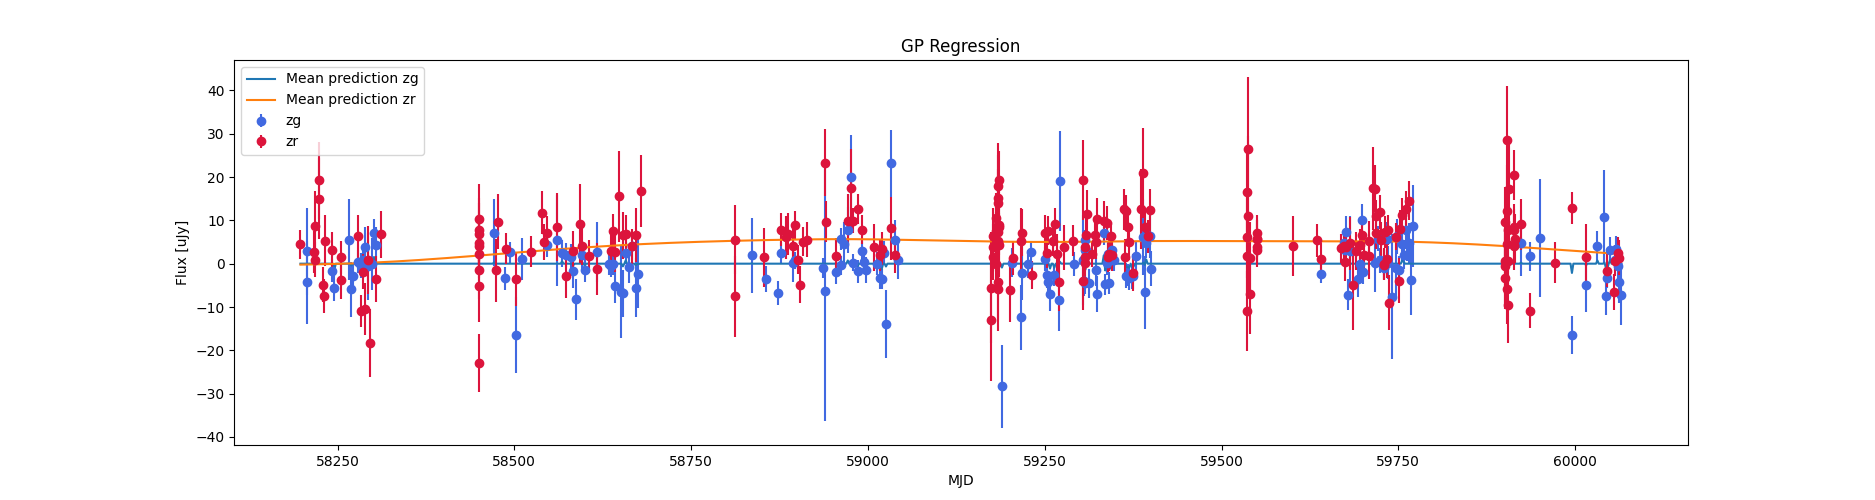 GP Regression
Mean prediction zg
Mean prediction zr
zg
zr
Flux [uJy]
40
30
20
10
0
−10
−20
−30
−40
58250 58500 58750 59000 59250 59500 59750 60000
MJD